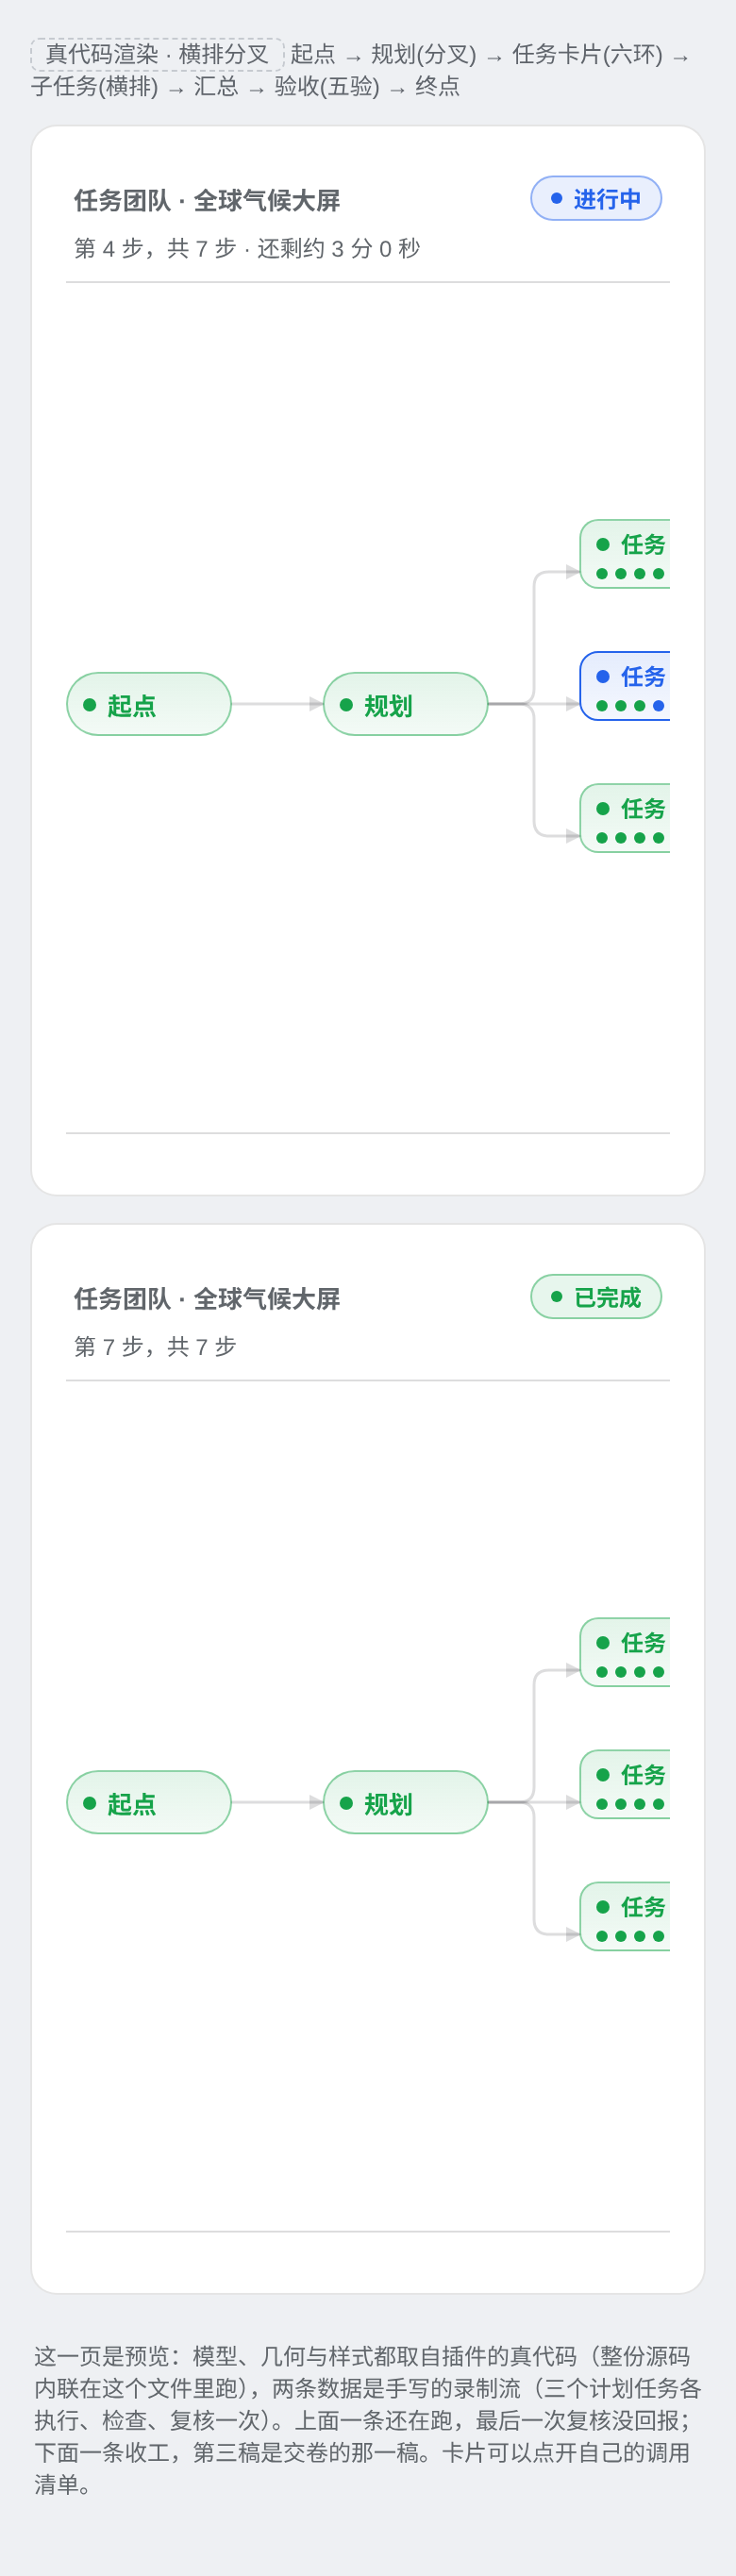 真代码渲染 · 横排分叉 起点 → 规划(分叉) → 任务卡片(六环) →
子任务(横排) → 汇总 → 验收(五验) → 终点
任务团队 · 全球气候大屏
进行中
第 4 步，共 7 步 · 还剩约 3 分 0 秒
任务
起点
规划
任务
任务
任务团队 · 全球气候大屏
已完成
第 7 步，共 7 步
任务
起点
规划
任务
任务
这一页是预览：模型、几何与样式都取自插件的真代码（整份源码
内联在这个文件里跑），两条数据是手写的录制流（三个计划任务各
执行、检查、复核一次）。上面一条还在跑，最后一次复核没回报；
下面一条收工，第三稿是交卷的那一稿。卡片可以点开自己的调用
清单。